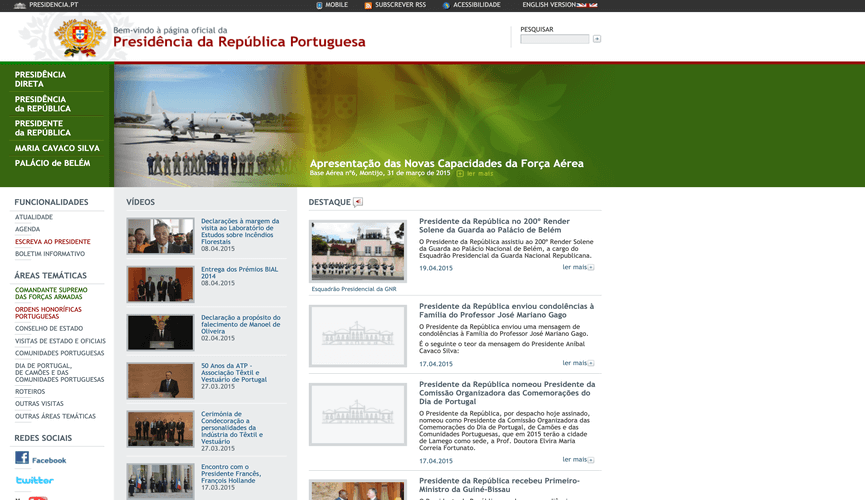 PRESIDENCIA.PT
MOBILE
SUBSCREVER RSS
ACESSIBILIDADE
ENGLISH VERSION
Bem-vindo à página oficial da
Presidência da República Portuguesa
PESQUISAR
PRESIDÊNCIA
DIRETA
PRESIDÊNCIA
da REPÚBLICA
PRESIDENTE
da REPÚBLICA
MARIA CAVACO SILVA
PALÁCIO de BELÉM
Apresentação das Novas Capacidades da Força Aérea
Base Aérea nº6, Montijo, 31 de março de 2015
ler mais
FUNCIONALIDADES
ATUALIDADE
AGENDA
ESCREVA AO PRESIDENTE
BOLETIM INFORMATIVO
ÁREAS TEMÁTICAS
COMANDANTE SUPREMO
DAS FORÇAS ARMADAS
ORDENS HONORÍFICAS
PORTUGUESAS
CONSELHO DE ESTADO
VISITAS DE ESTADO E OFICIAIS
COMUNIDADES PORTUGUESAS
DIA DE PORTUGAL,
DE CAMÕES E DAS
COMUNIDADES PORTUGUESAS
ROTEIROS
OUTRAS VISITAS
OUTRAS ÁREAS TEMÁTICAS
REDES SOCIAIS
Facebook
twitter
VÍDEOS
Declarações à margem da
visita ao Laboratório de
Estudos sobre Incêndios
Florestais
08.04.2015
Entrega dos Prémios BIAL
2014
08.04.2015
Declaração a propósito do
falecimento de Manoel de
Oliveira
02.04.2015
50 Anos da ATP -
Associação Têxtil e
Vestuário de Portugal
27.03.2015
Cerimónia de
Condecoração a
personalidades da
Indústria do Têxtil e
Vestuário
27.03.2015
Encontro com o
Presidente Francês,
François Hollande
17.03.2015
DESTAQUE
Esquadrão Presidencial da GNR
Presidente da República no 200º Render
Solene da Guarda ao Palácio de Belém
O Presidente da República assistiu ao 200º Render Solene
da Guarda ao Palácio Nacional de Belém, a cargo do
Esquadrão Presidencial da Guarda Nacional Republicana.
19.04.2015
ler mais
Presidente da República enviou condolências à
Família do Professor José Mariano Gago
O Presidente da República enviou uma mensagem de
condolências à Família do Professor José Mariano Gago.
É o seguinte o teor da mensagem do Presidente Aníbal
Cavaco Silva:
17.04.2015
ler mais
Presidente da República nomeou Presidente da
Comissão Organizadora das Comemorações do
Dia de Portugal
O Presidente da República, por despacho hoje assinado,
nomeou como Presidente da Comissão Organizadora das
Comemorações do Dia de Portugal, de Camões e das
Comunidades Portuguesas, que em 2015 terão a cidade
de Lamego como sede, a Prof. Doutora Elvira Maria
Correia Fortunato.
17.04.2015
ler mais
Presidente da República recebeu Primeiro-
Ministro da Guiné-Bissau